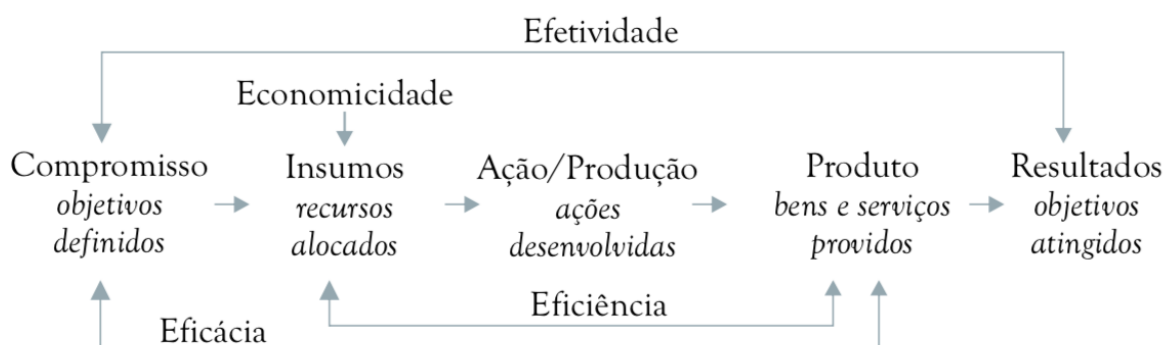 Efetividade
Economicidade
Compromisso
objetivos
definidos
Insumos
recursos
alocados
Ação/Produção
ações
desenvolvidas
Produto
bens e serviços
providos
Resultados
objetivos
atingidos
Eficiência
Eficácia